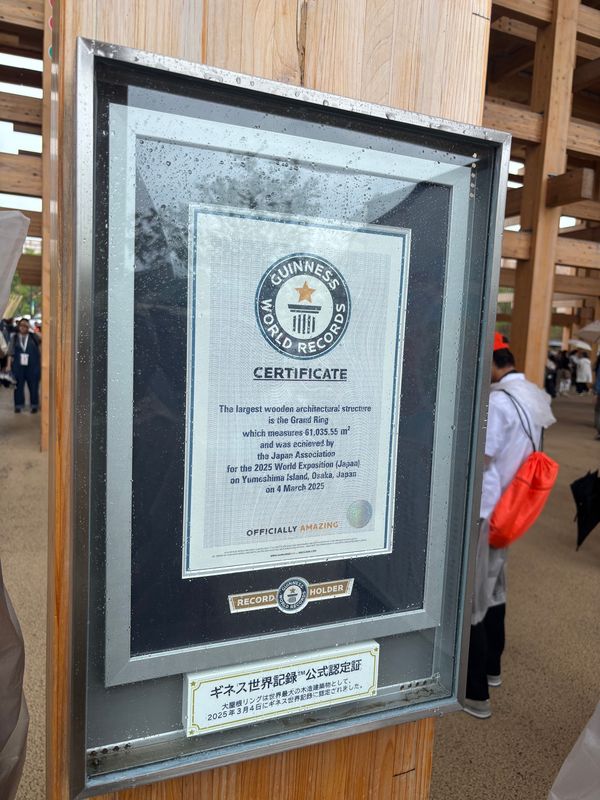 GUINNESS
WORLD RECORDS
CERTIFICATE
The largest wooden architectural structure
is the Grand Ring
which measures 61,035.55 m²
and was achieved by
the Japan Association
for the 2025 World Exposition (Japan)
on Yumeshima Island, Osaka, Japan
on 4 March 2025
OFFICIALLY AMAZING
RECORD HOLDER
GUINNESS
WORLD RECORDS
ギネス世界記録™公式認定証
大屋根リングは世界最大の木造建築物として、
2025年3月4日にギネス世界記録に認定されました。